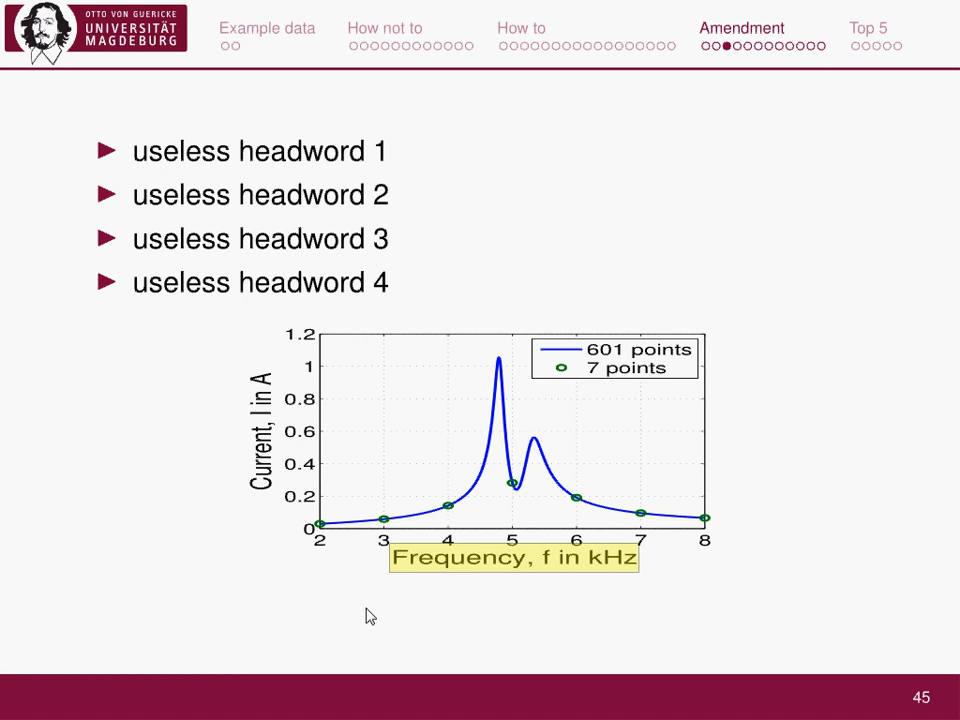 OTTO VON GUERICKE
UNIVERSITÄT
MAGDEBURG
Example data
How not to
How to
Amendment
Top 5
useless headword 1
useless headword 2
useless headword 3
useless headword 4
1.2
1
0.8
0.6
0.4
0.2
0
Current, I in A
601 points
7 points
2 3 4 5 6 7 8
Frequency, f in kHz
45